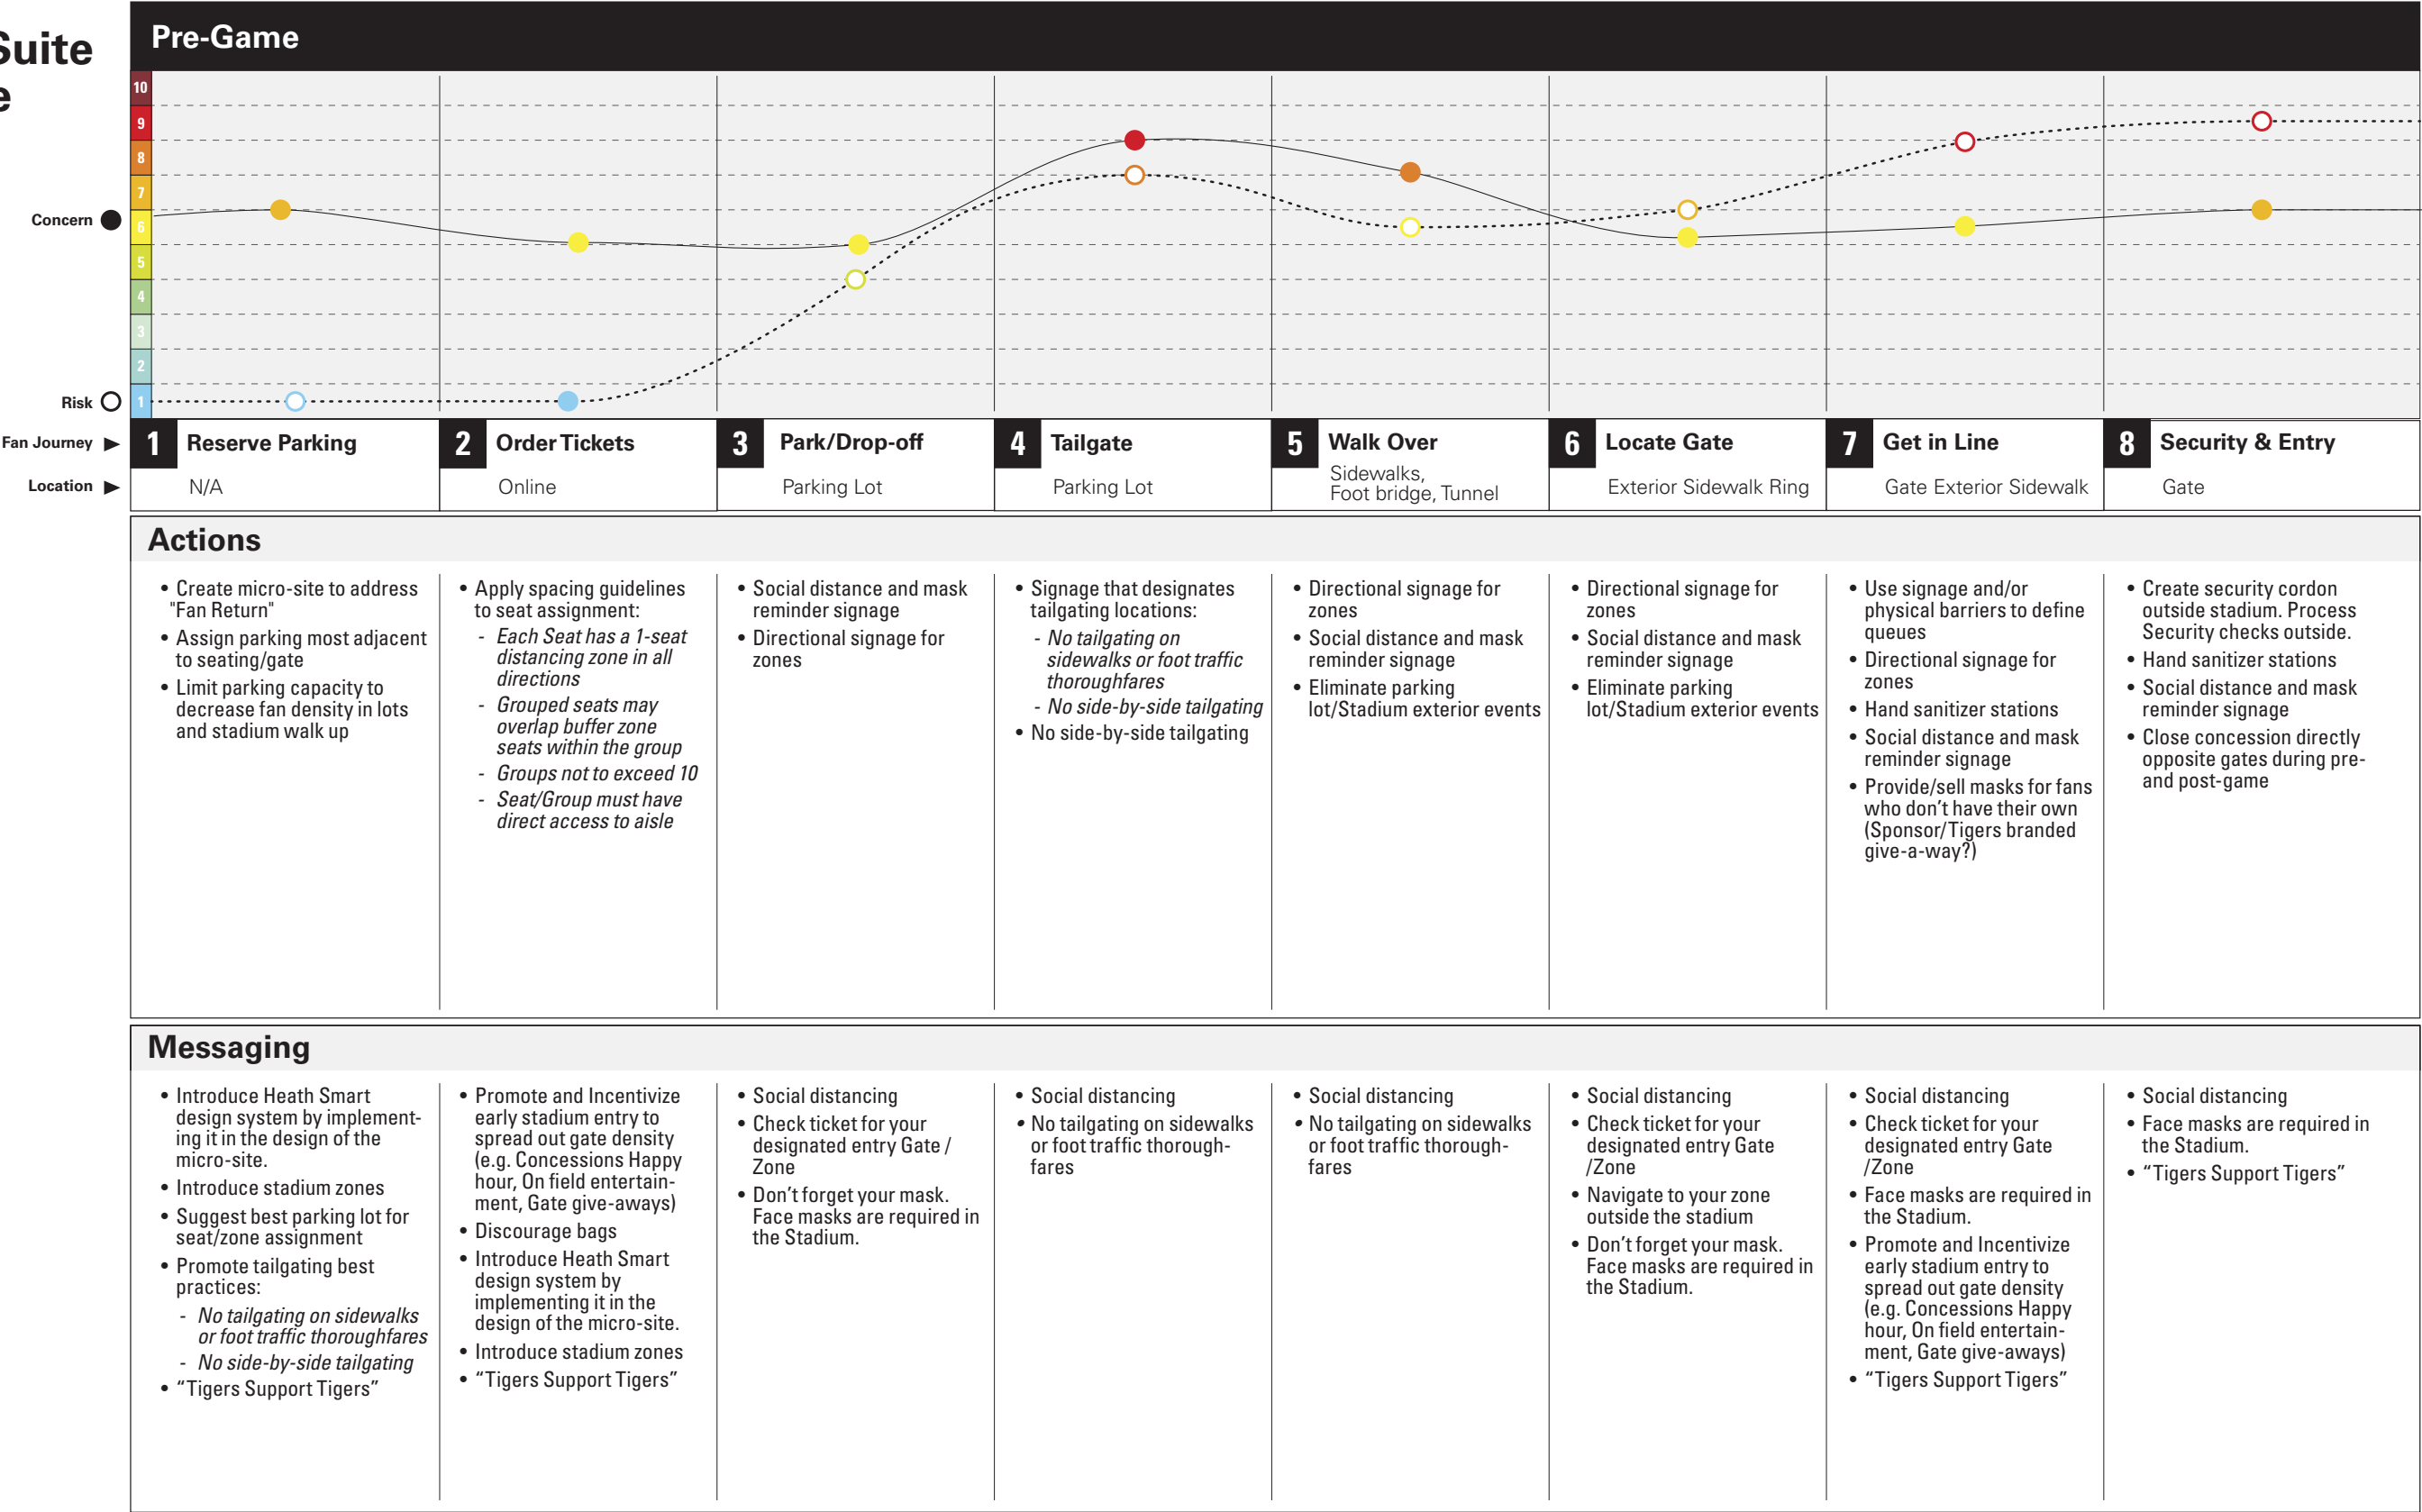 Suite
e
Pre-Game
10
9
8
7
6
5
4
3
2
1
Concern
Risk
Fan Journey
Location
1 Reserve Parking
N/A
2 Order Tickets
Online
3 Park/Drop-off
Parking Lot
4 Tailgate
Parking Lot
5 Walk Over
Sidewalks,
Foot bridge, Tunnel
6 Locate Gate
Exterior Sidewalk Ring
7 Get in Line
Gate Exterior Sidewalk
8 Security & Entry
Gate
Actions
• Create micro-site to address
"Fan Return"
• Assign parking most adjacent
to seating/gate
• Limit parking capacity to
decrease fan density in lots
and stadium walk up
• Apply spacing guidelines
to seat assignment:
- Each Seat has a 1-seat
distancing zone in all
directions
- Grouped seats may
overlap buffer zone
seats within the group
- Groups not to exceed 10
- Seat/Group must have
direct access to aisle
• Social distance and mask
reminder signage
• Directional signage for
zones
• Signage that designates
tailgating locations:
- No tailgating on
sidewalks or foot traffic
thoroughfares
- No side-by-side tailgating
• No side-by-side tailgating
• Directional signage for
zones
• Social distance and mask
reminder signage
• Eliminate parking
lot/Stadium exterior events
• Directional signage for
zones
• Social distance and mask
reminder signage
• Eliminate parking
lot/Stadium exterior events
• Use signage and/or
physical barriers to define
queues
• Directional signage for
zones
• Hand sanitizer stations
• Social distance and mask
reminder signage
• Provide/sell masks for fans
who don't have their own
(Sponsor/Tigers branded
give-a-way?)
• Create security cordon
outside stadium. Process
Security checks outside.
• Hand sanitizer stations
• Social distance and mask
reminder signage
• Close concession directly
opposite gates during pre-
and post-game
Messaging
• Introduce Heath Smart
design system by implement-
ing it in the design of the
micro-site.
• Introduce stadium zones
• Suggest best parking lot for
seat/zone assignment
• Promote tailgating best
practices:
- No tailgating on sidewalks
or foot traffic thoroughfares
- No side-by-side tailgating
• “Tigers Support Tigers”
• Promote and Incentivize
early stadium entry to
spread out gate density
(e.g. Concessions Happy
hour, On field entertain-
ment, Gate give-aways)
• Discourage bags
• Introduce Heath Smart
design system by
implementing it in the
design of the micro-site.
• Introduce stadium zones
• “Tigers Support Tigers”
• Social distancing
• Check ticket for your
designated entry Gate /
Zone
• Don't forget your mask.
Face masks are required in
the Stadium.
• Social distancing
• No tailgating on sidewalks
or foot traffic thorough-
fares
• Social distancing
• No tailgating on sidewalks
or foot traffic thorough-
fares
• Social distancing
• Check ticket for your
designated entry Gate
/Zone
• Navigate to your zone
outside the stadium
• Don't forget your mask.
Face masks are required in
the Stadium.
• Social distancing
• Check ticket for your
designated entry Gate
/Zone
• Face masks are required in
the Stadium.
• Promote and Incentivize
early stadium entry to
spread out gate density
(e.g. Concessions Happy
hour, On field entertain-
ment, Gate give-aways)
• “Tigers Support Tigers”
• Social distancing
• Face masks are required in
the Stadium.
• “Tigers Support Tigers”